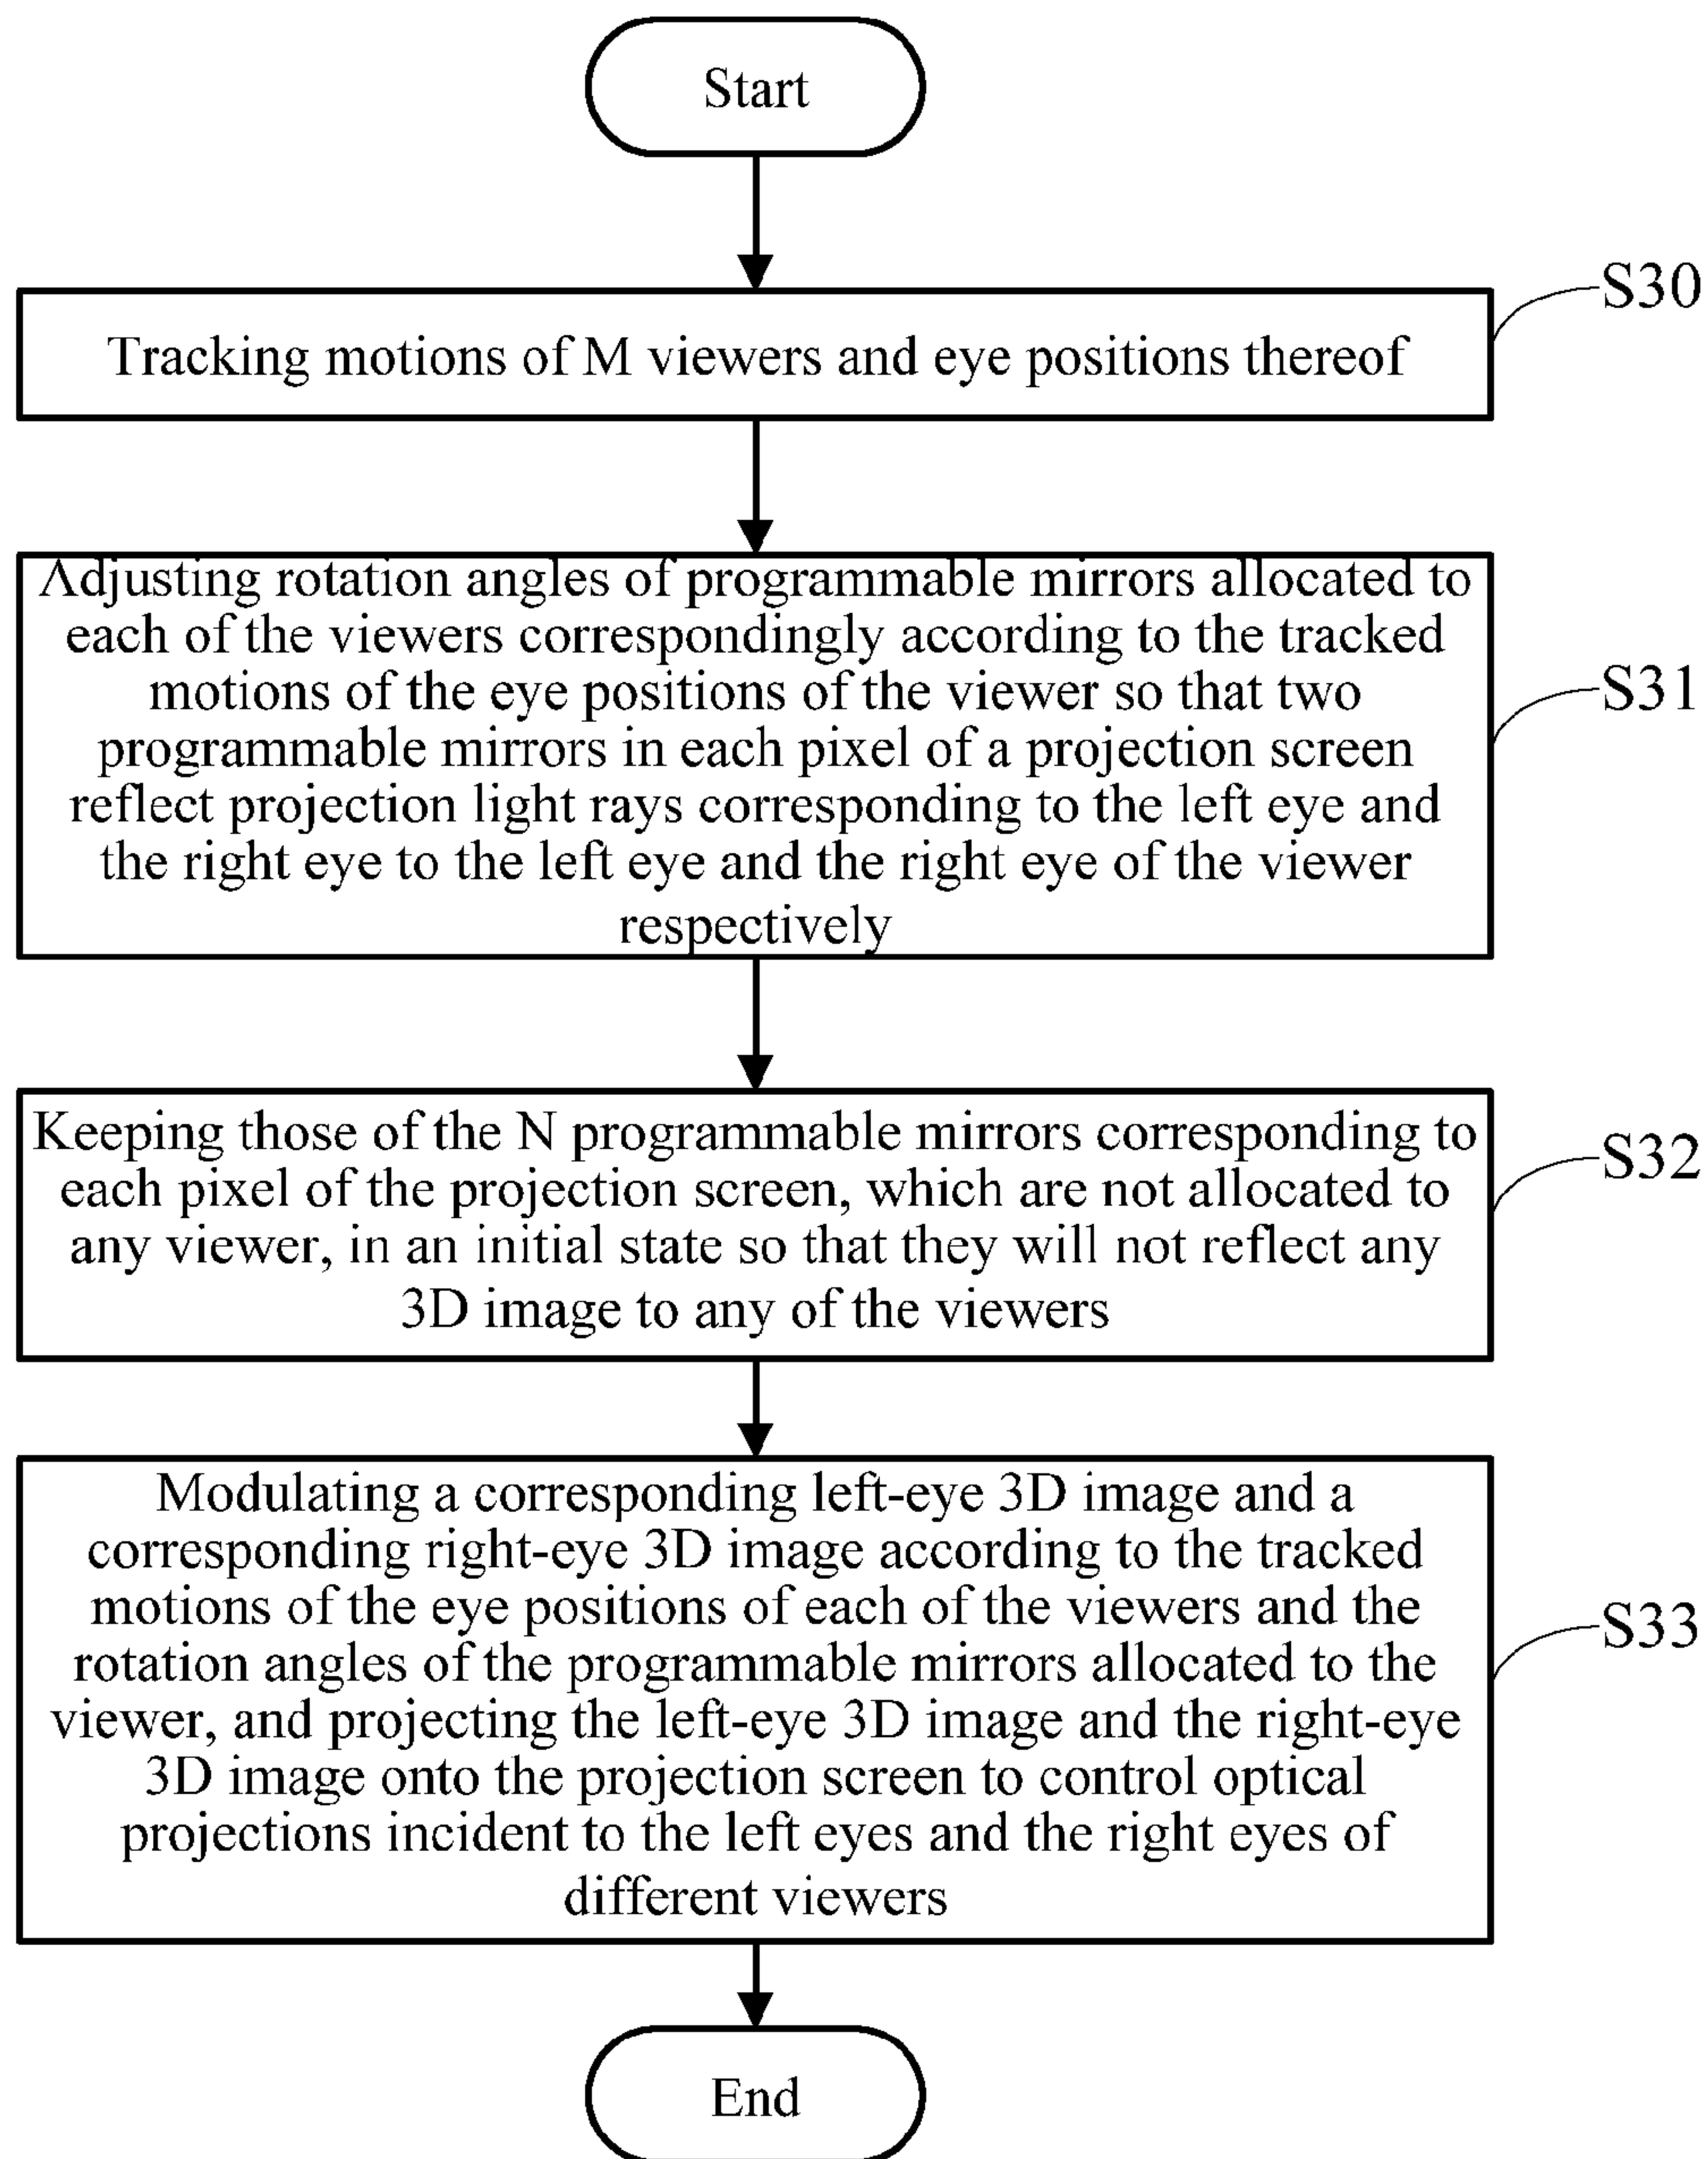 Start
S30
Tracking motions of M viewers and eye positions thereof
Adjusting rotation angles of programmable mirrors allocated to
each of the viewers correspondingly according to the tracked
motions of the eye positions of the viewer so that two
programmable mirrors in each pixel of a projection screen
reflect projection light rays corresponding to the left eye and
the right eye to the left eye and the right eye of the viewer
respectively
S31
Keeping those of the N programmable mirrors corresponding to
each pixel of the projection screen, which are not allocated to
any viewer, in an initial state so that they will not reflect any
3D image to any of the viewers
S32
Modulating a corresponding left-eye 3D image and a
corresponding right-eye 3D image according to the tracked
motions of the eye positions of each of the viewers and the
rotation angles of the programmable mirrors allocated to the
viewer, and projecting the left-eye 3D image and the right-eye
3D image onto the projection screen to control optical
projections incident to the left eyes and the right eyes of
different viewers
S33
End